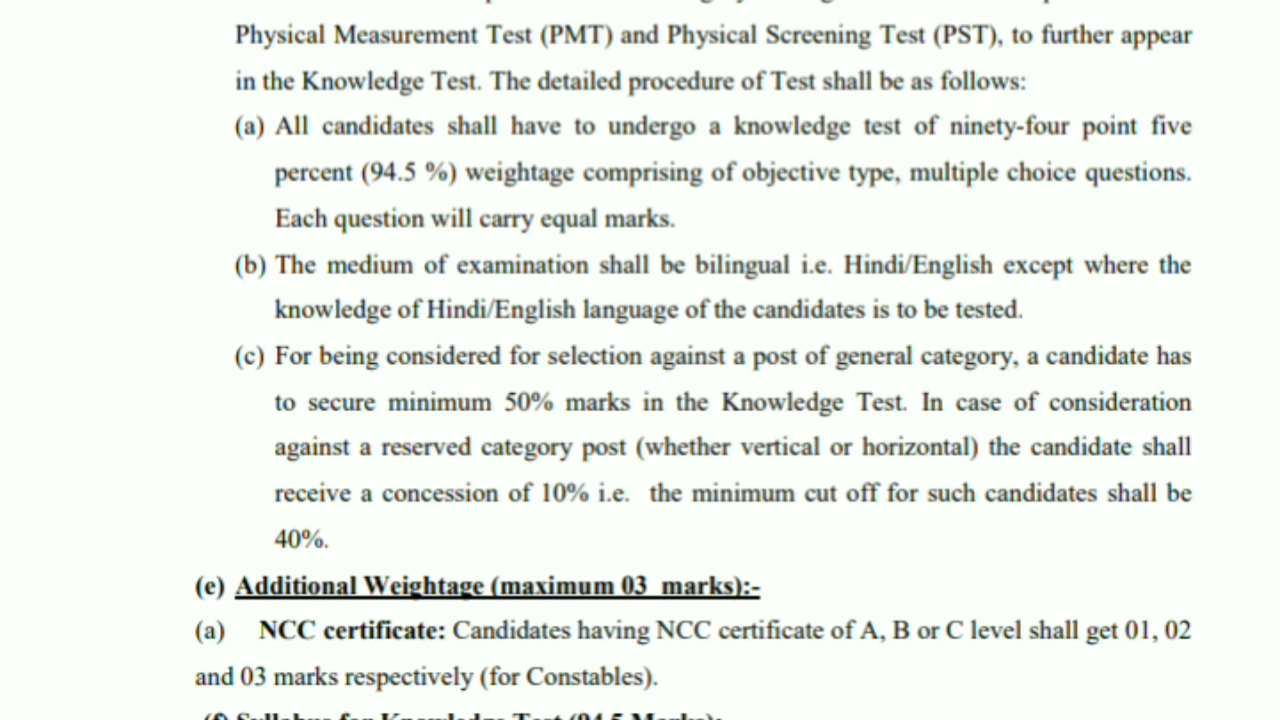 Physical Measurement Test (PMT) and Physical Screening Test (PST), to further appear
in the Knowledge Test. The detailed procedure of Test shall be as follows:
(a) All candidates shall have to undergo a knowledge test of ninety-four point five
percent (94.5 %) weightage comprising of objective type, multiple choice questions.
Each question will carry equal marks.
(b) The medium of examination shall be bilingual i.e. Hindi/English except where the
knowledge of Hindi/English language of the candidates is to be tested.
(c) For being considered for selection against a post of general category, a candidate has
to secure minimum 50% marks in the Knowledge Test. In case of consideration
against a reserved category post (whether vertical or horizontal) the candidate shall
receive a concession of 10% i.e. the minimum cut off for such candidates shall be
40%.
(e) Additional Weightage (maximum 03 marks):-
(a) NCC certificate: Candidates having NCC certificate of A, B or C level shall get 01, 02
and 03 marks respectively (for Constables).
(f) Syllabus for Knowledge Test (94.5 Marks):